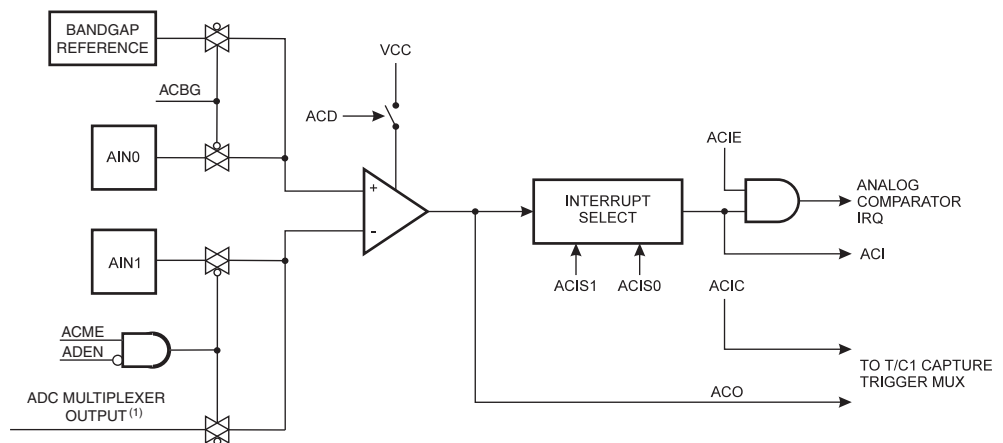 BANDGAP
REFERENCE
ACBG
AIN0
AIN1
ACME
ADEN
ADC MULTIPLEXER
OUTPUT (1)
VCC
ACD
+
-
INTERRUPT
SELECT
ACIS1 ACIS0
ACIE
ANALOG
COMPARATOR
IRQ
ACI
ACIC
TO T/C1 CAPTURE
TRIGGER MUX
ACO